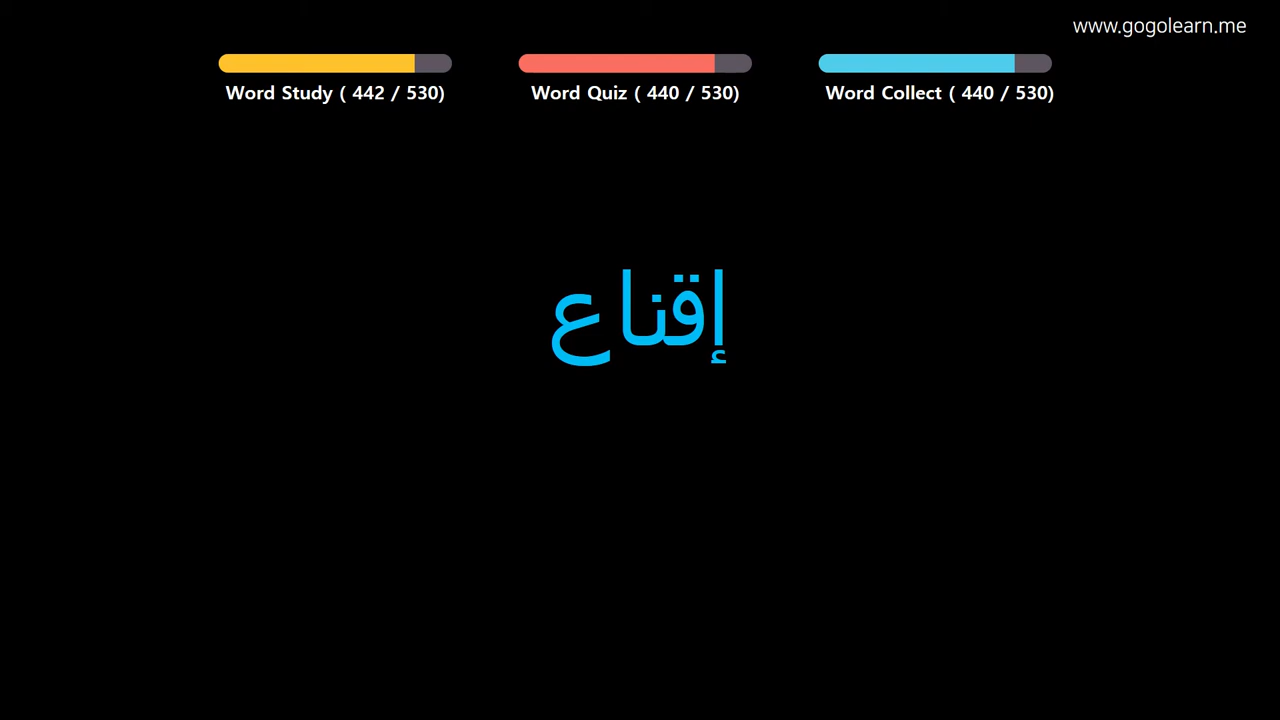 www.gogolearn.me
Word Study ( 442 / 530)
Word Quiz ( 440 / 530)
Word Collect ( 440 / 530)
إقناع